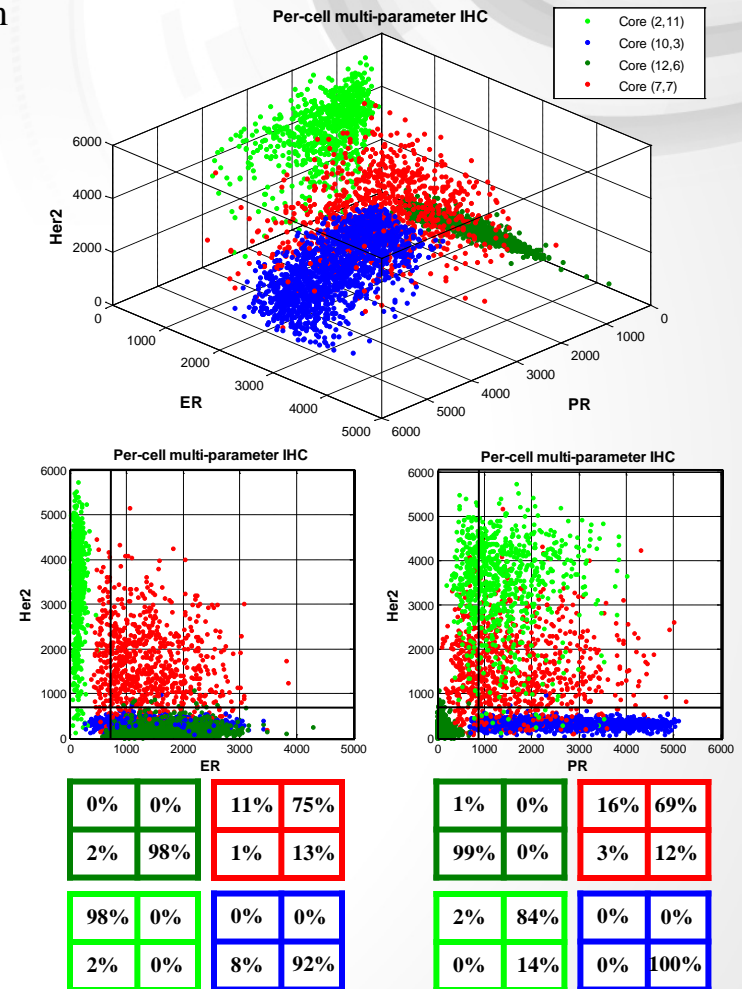 n
Per-cell multi-parameter IHC
Core (2,11)
Core (10,3)
Core (12,6)
Core (7,7)
6000
4000
2000
0
Her2
0
1000
2000
3000
4000
5000
ER
6000
5000
4000
3000
2000
1000
0
PR
Per-cell multi-parameter IHC
6000
5000
4000
3000
2000
1000
0
Her2
0 1000 2000 3000 4000 5000
ER
Per-cell multi-parameter IHC
6000
5000
4000
3000
2000
1000
0
Her2
0 1000 2000 3000 4000 5000 6000
PR
0% 0%
2% 98%
11% 75%
1% 13%
1% 0%
99% 0%
16% 69%
3% 12%
98% 0%
2% 0%
0% 0%
8% 92%
2% 84%
0% 14%
0% 0%
0% 100%